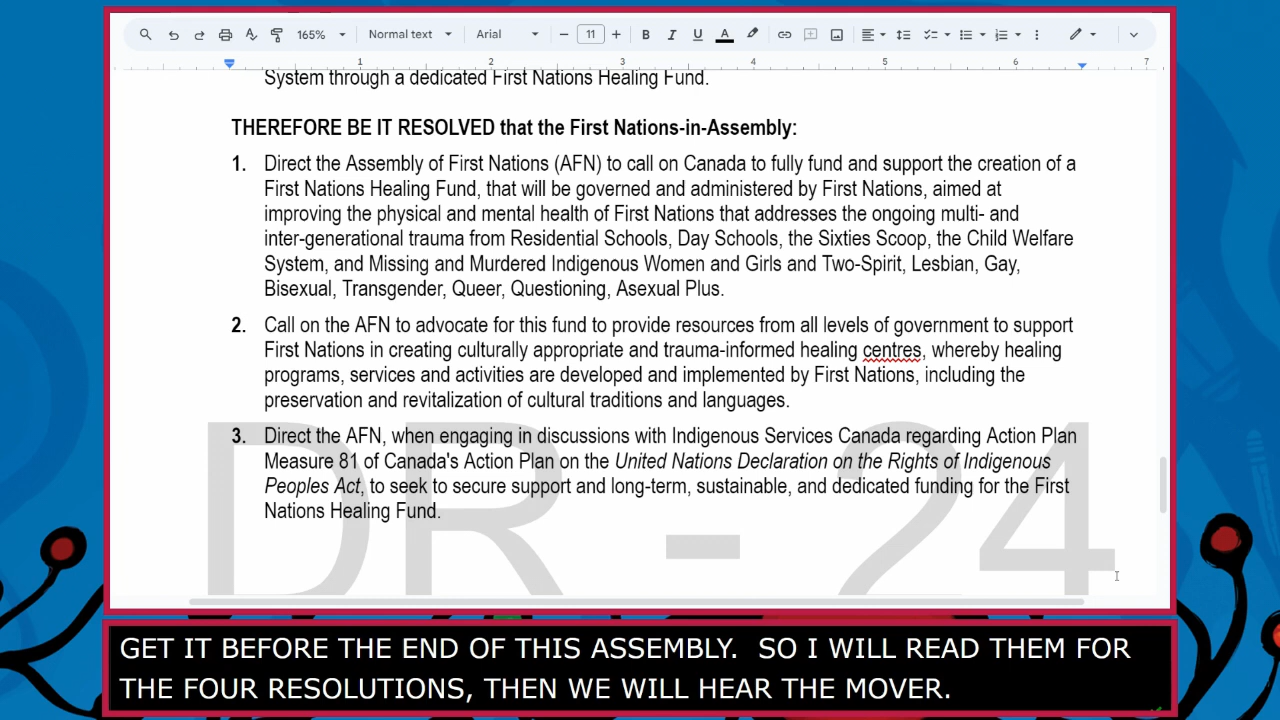 165%
Normal text
Arial
11
B I U A
1 2 3 4 5 6 7
System through a dedicated First Nations Healing Fund.
THEREFORE BE IT RESOLVED that the First Nations-in-Assembly:
1. Direct the Assembly of First Nations (AFN) to call on Canada to fully fund and support the creation of a
First Nations Healing Fund, that will be governed and administered by First Nations, aimed at
improving the physical and mental health of First Nations that addresses the ongoing multi- and
inter-generational trauma from Residential Schools, Day Schools, the Sixties Scoop, the Child Welfare
System, and Missing and Murdered Indigenous Women and Girls and Two-Spirit, Lesbian, Gay,
Bisexual, Transgender, Queer, Questioning, Asexual Plus.
2. Call on the AFN to advocate for this fund to provide resources from all levels of government to support
First Nations in creating culturally appropriate and trauma-informed healing centres, whereby healing
programs, services and activities are developed and implemented by First Nations, including the
preservation and revitalization of cultural traditions and languages.
3. Direct the AFN, when engaging in discussions with Indigenous Services Canada regarding Action Plan
Measure 81 of Canada's Action Plan on the United Nations Declaration on the Rights of Indigenous
Peoples Act, to seek to secure support and long-term, sustainable, and dedicated funding for the First
Nations Healing Fund.
DR - 24
GET IT BEFORE THE END OF THIS ASSEMBLY. SO I WILL READ THEM FOR
THE FOUR RESOLUTIONS, THEN WE WILL HEAR THE MOVER.